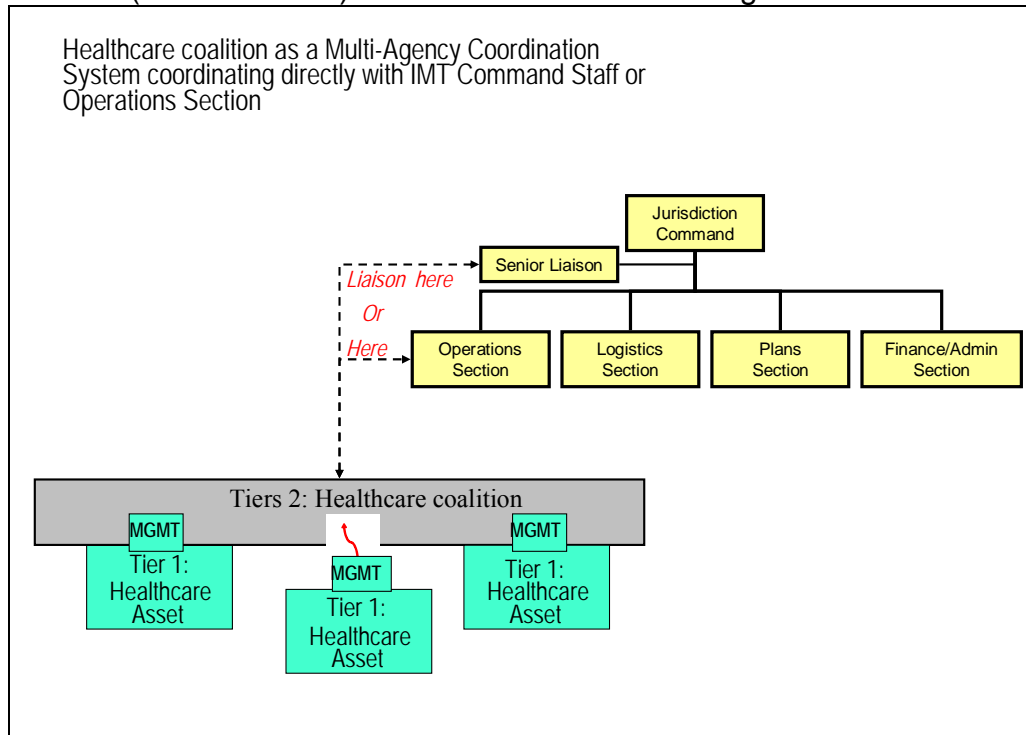 Healthcare coalition as a Multi-Agency Coordination
System coordinating directly with IMT Command Staff or
Operations Section
Jurisdiction
Command
Senior Liaison
Liaison here
Or
Here
Operations
Section
Logistics
Section
Plans
Section
Finance/Admin
Section
Tiers 2: Healthcare coalition
MGMT
Tier 1:
Healthcare
Asset
MGMT
Tier 1:
Healthcare
Asset
MGMT
Tier 1:
Healthcare
Asset